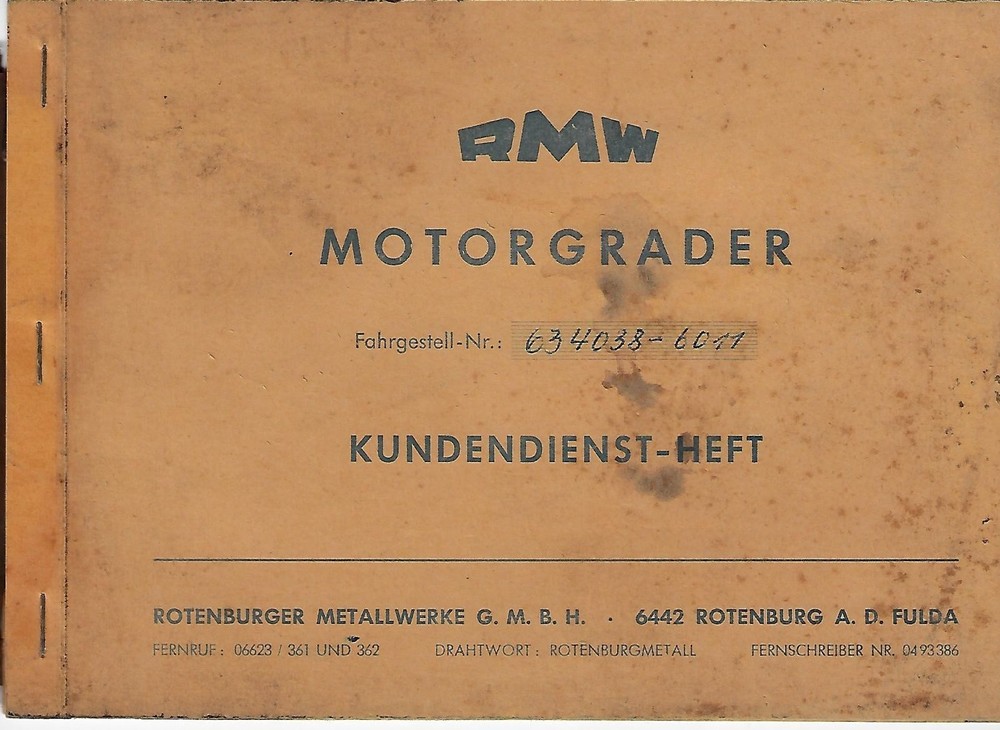 RMW
MOTORGRADER
Fahrgestell-Nr.: 634038-6011
KUNDENDIENST-HEFT
ROTENBURGER METALLWERKE G. M. B. H. · 6442 ROTENBURG A. D. FULDA
FERNRUF: 06623 / 361 UND 362 DRAHTWORT: ROTENBURGMETALL FERNSCHREIBER NR. 0493386